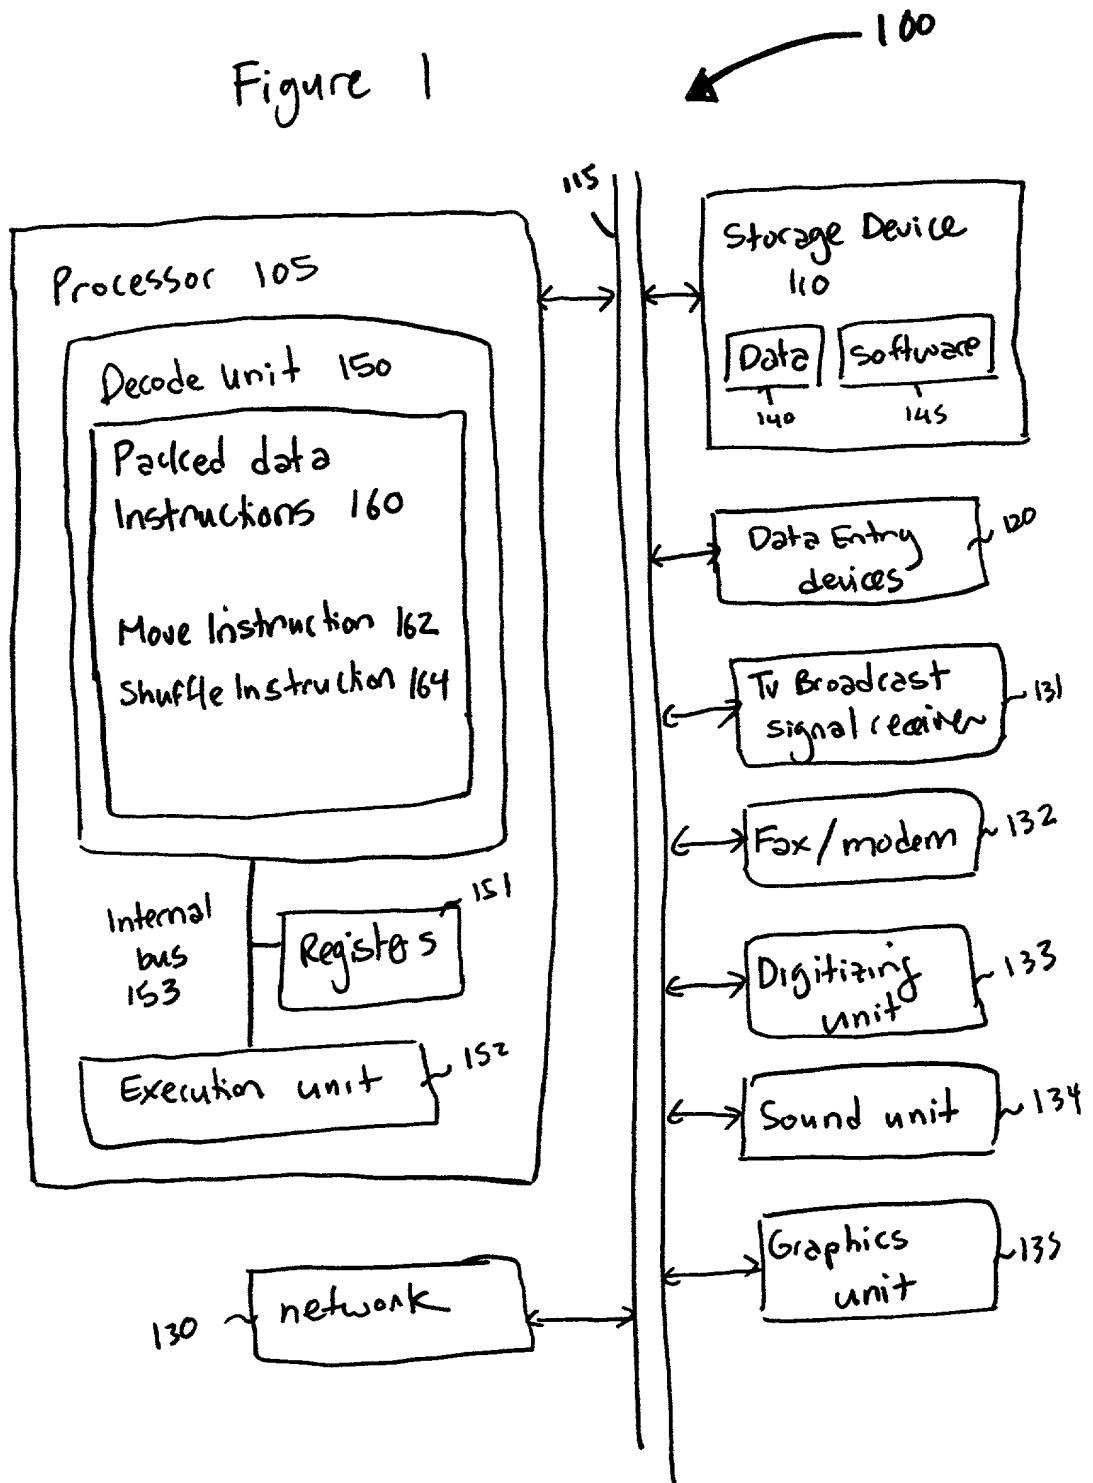 100
Figure 1
115
Processor 105
Decode unit 150
Packed data
Instructions 160
Move Instruction 162
Shuffle Instruction 164
Internal
bus
153
Registers
151
Execution unit
152
130
network
Storage Device
110
Data
Software
140
145
Data Entry
devices
120
TV Broadcast
signal receiver
131
Fax/modem
132
Digitizing
unit
133
Sound unit
134
Graphics
unit
135